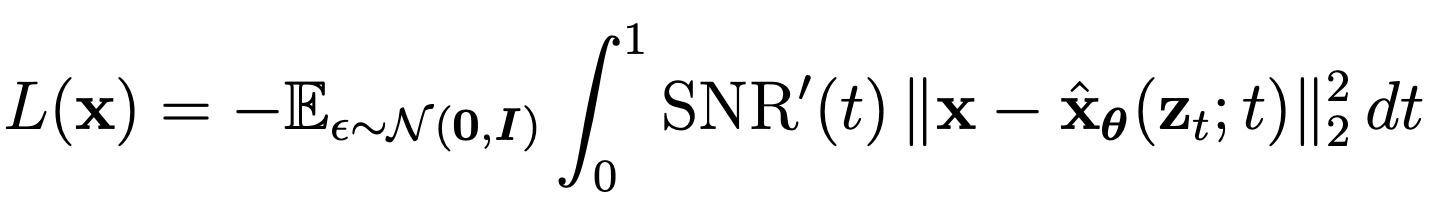 L(𝐱) = −𝔼_{ϵ∼𝒩(𝟎,𝑰)} ∫_0^1 SNR′(t) ‖𝐱 − 𝐱̂_𝜽(𝐳_t; t)‖_2^2 dt